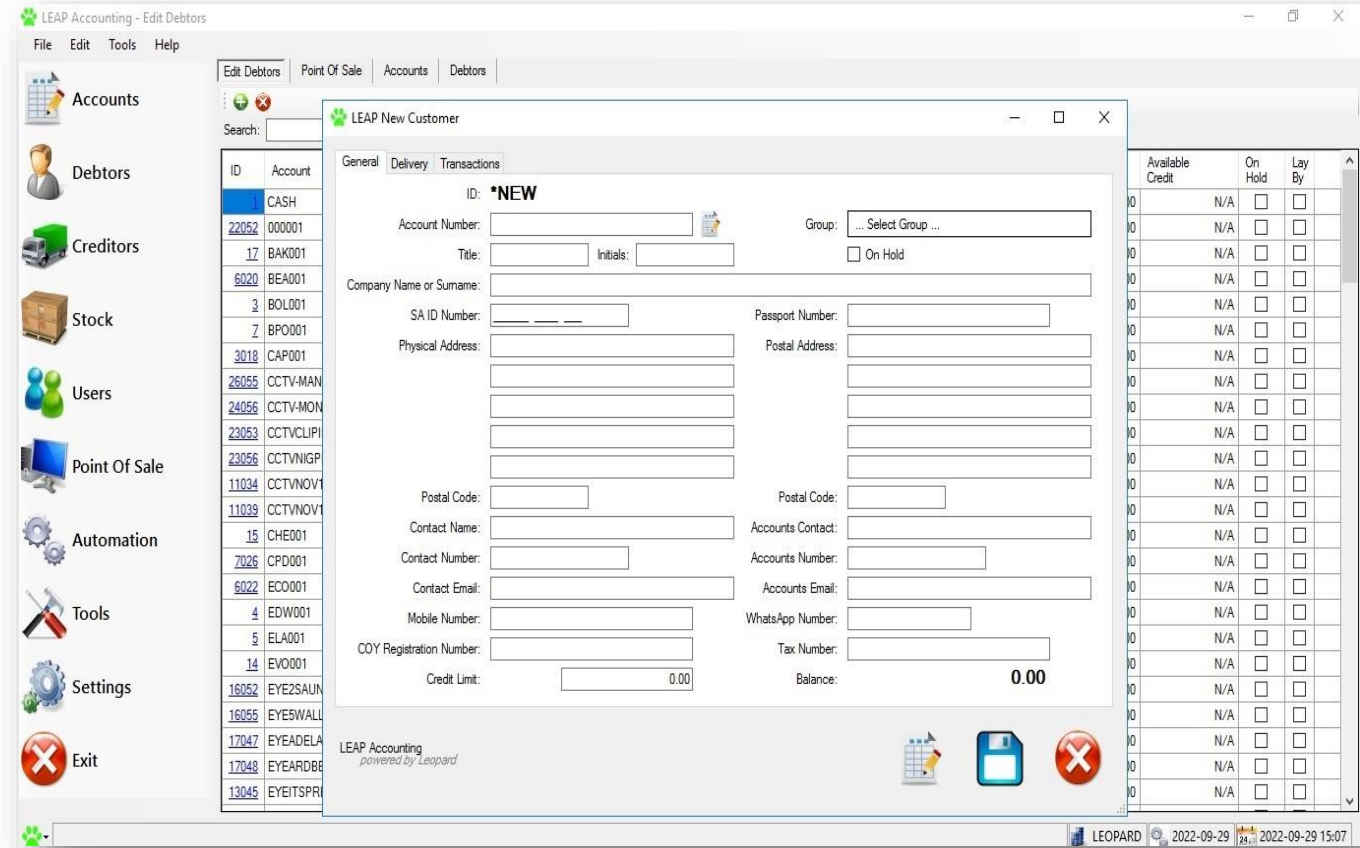 LEAP Accounting - Edit Debtors
File Edit Tools Help
Edit Debtors Point Of Sale Accounts Debtors
Accounts
Debtors
Creditors
Stock
Users
Point Of Sale
Automation
Tools
Settings
Exit
Search:
ID Account Available Credit On Hold Lay By
1 CASH N/A
22052 000001 N/A
17 BAK001 N/A
6020 BEA001 N/A
3 BOL001 N/A
7 BPO001 N/A
3018 CAP001 N/A
26055 CCTV-MAN N/A
24056 CCTV-MON N/A
23053 CCTVCLIPI N/A
23056 CCTVNIGP N/A
11034 CCTVNOV1 N/A
11039 CCTVNOV1 N/A
15 CHE001 N/A
7026 CPD001 N/A
6022 ECO001 N/A
4 EDW001 N/A
5 ELA001 N/A
14 EVO001 N/A
16052 EYE2SAUN N/A
16055 EYE5WALL N/A
17047 EYEADELA N/A
17048 EYEARDBE N/A
13045 EYEITSPRI N/A
LEAP New Customer
General Delivery Transactions
ID: *NEW
Account Number: Group: ... Select Group ...
Title: Initials: On Hold
Company Name or Surname:
SA ID Number: Passport Number:
Physical Address: Postal Address:
Postal Code: Postal Code:
Contact Name: Accounts Contact:
Contact Number: Accounts Number:
Contact Email: Accounts Email:
Mobile Number: WhatsApp Number:
COY Registration Number: Tax Number:
Credit Limit: 0.00 Balance: 0.00
LEAP Accounting
powered by Leopard
LEOPARD 2022-09-29 2022-09-29 15:07